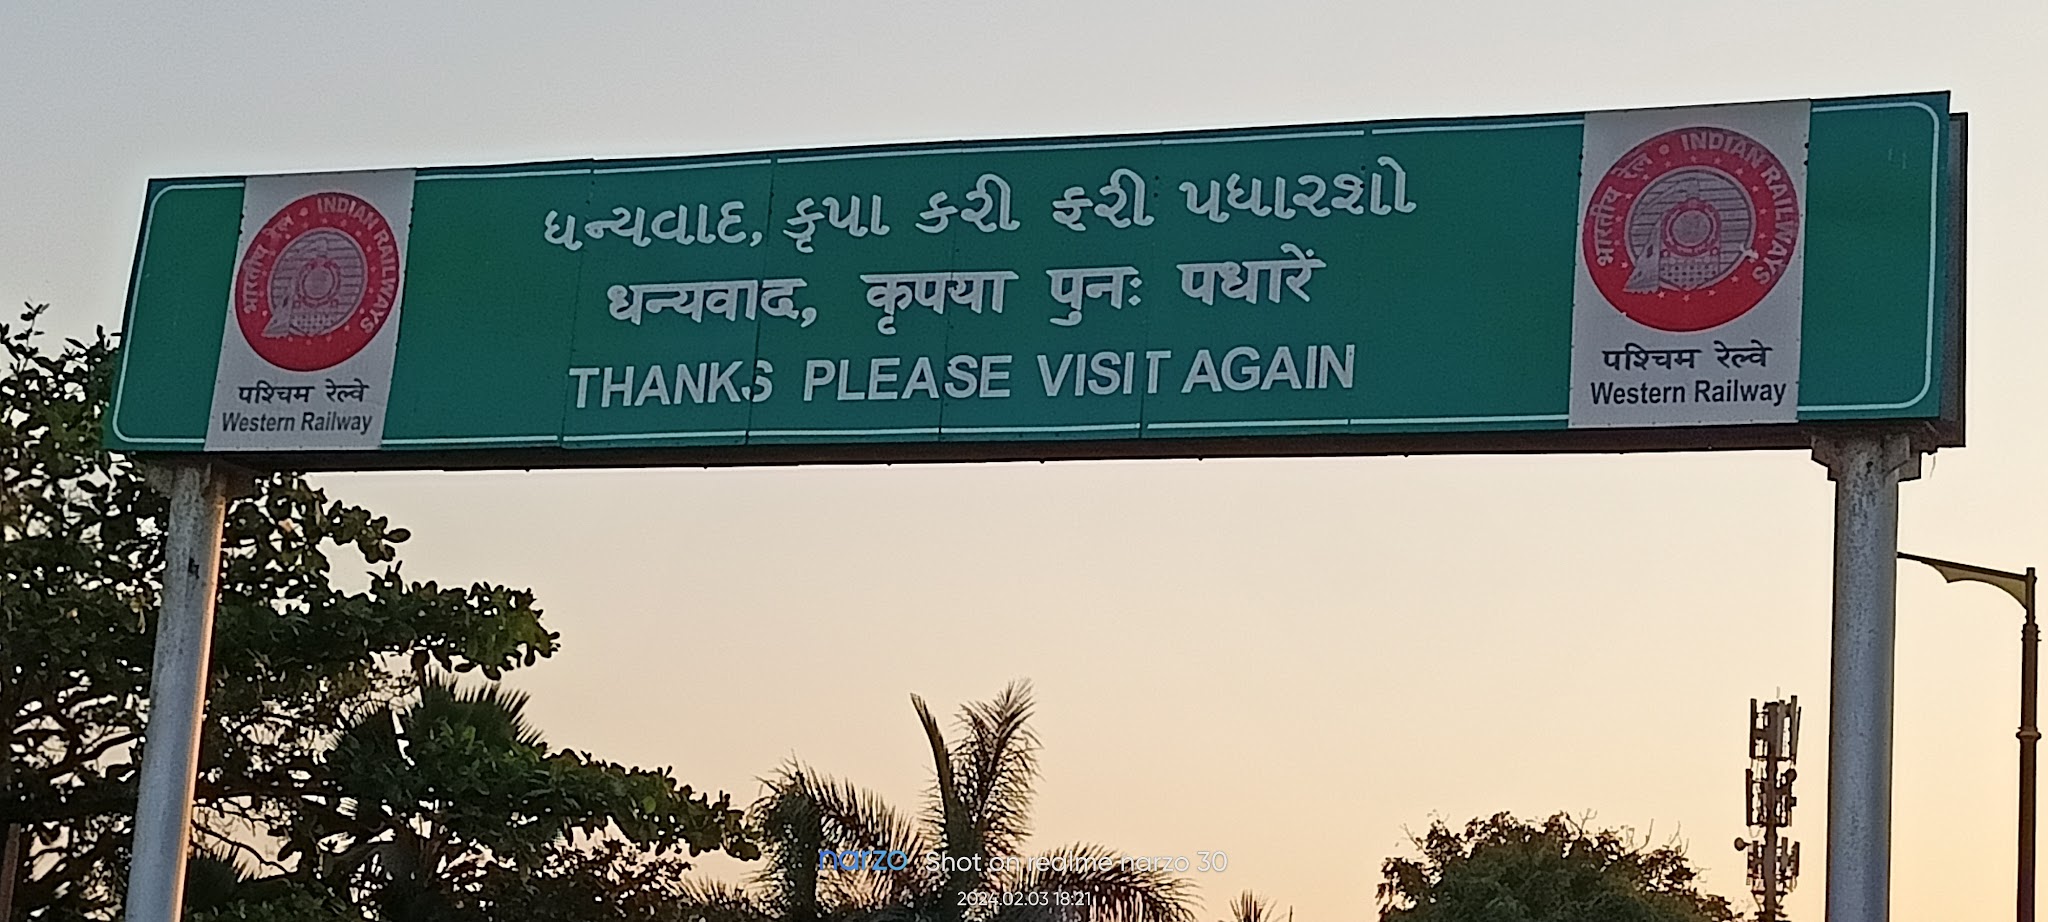 ધન્યવાદ, કૃપા કરી ફરી પધારશો
धन्यवाद, कृपया पुनः पधारें
THANKS PLEASE VISIT AGAIN
भारतीय रेल • INDIAN RAILWAYS
पश्चिम रेल्वे
Western Railway
भारतीय रेल • INDIAN RAILWAYS
पश्चिम रेल्वे
Western Railway
narzo Shot on realme narzo 30
2024.02.03 18:21